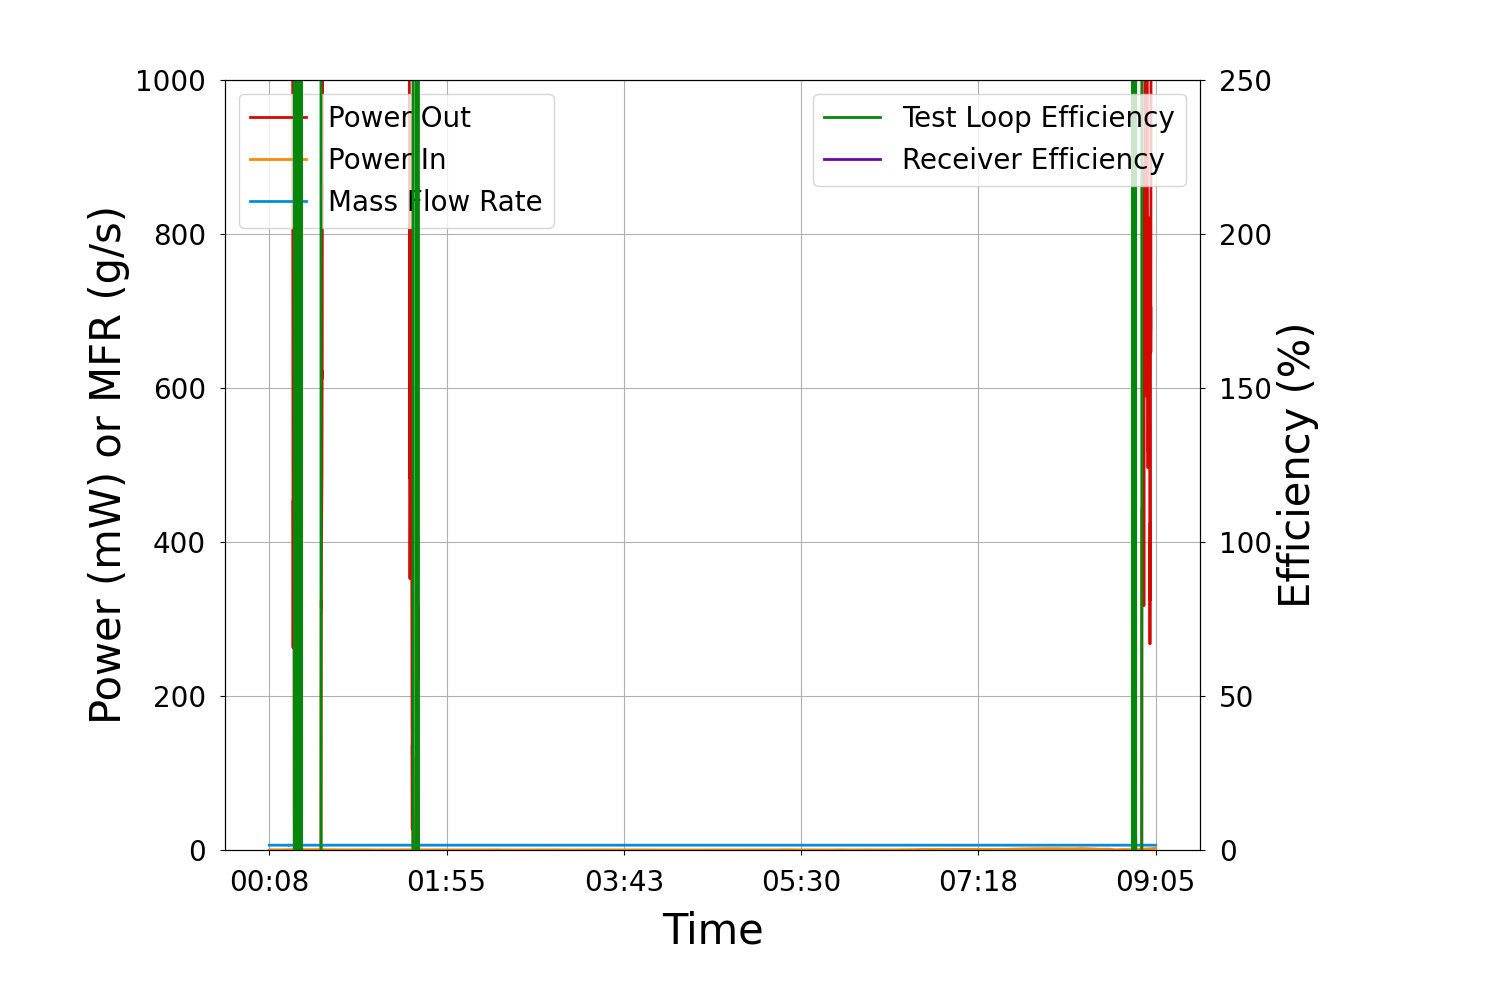 Power Out
Power In
Mass Flow Rate
Test Loop Efficiency
Receiver Efficiency
Power (mW) or MFR (g/s)
1000
800
600
400
200
0
250
200
150
100
50
0
Efficiency (%)
00:08 01:55 03:43 05:30 07:18 09:05
Time